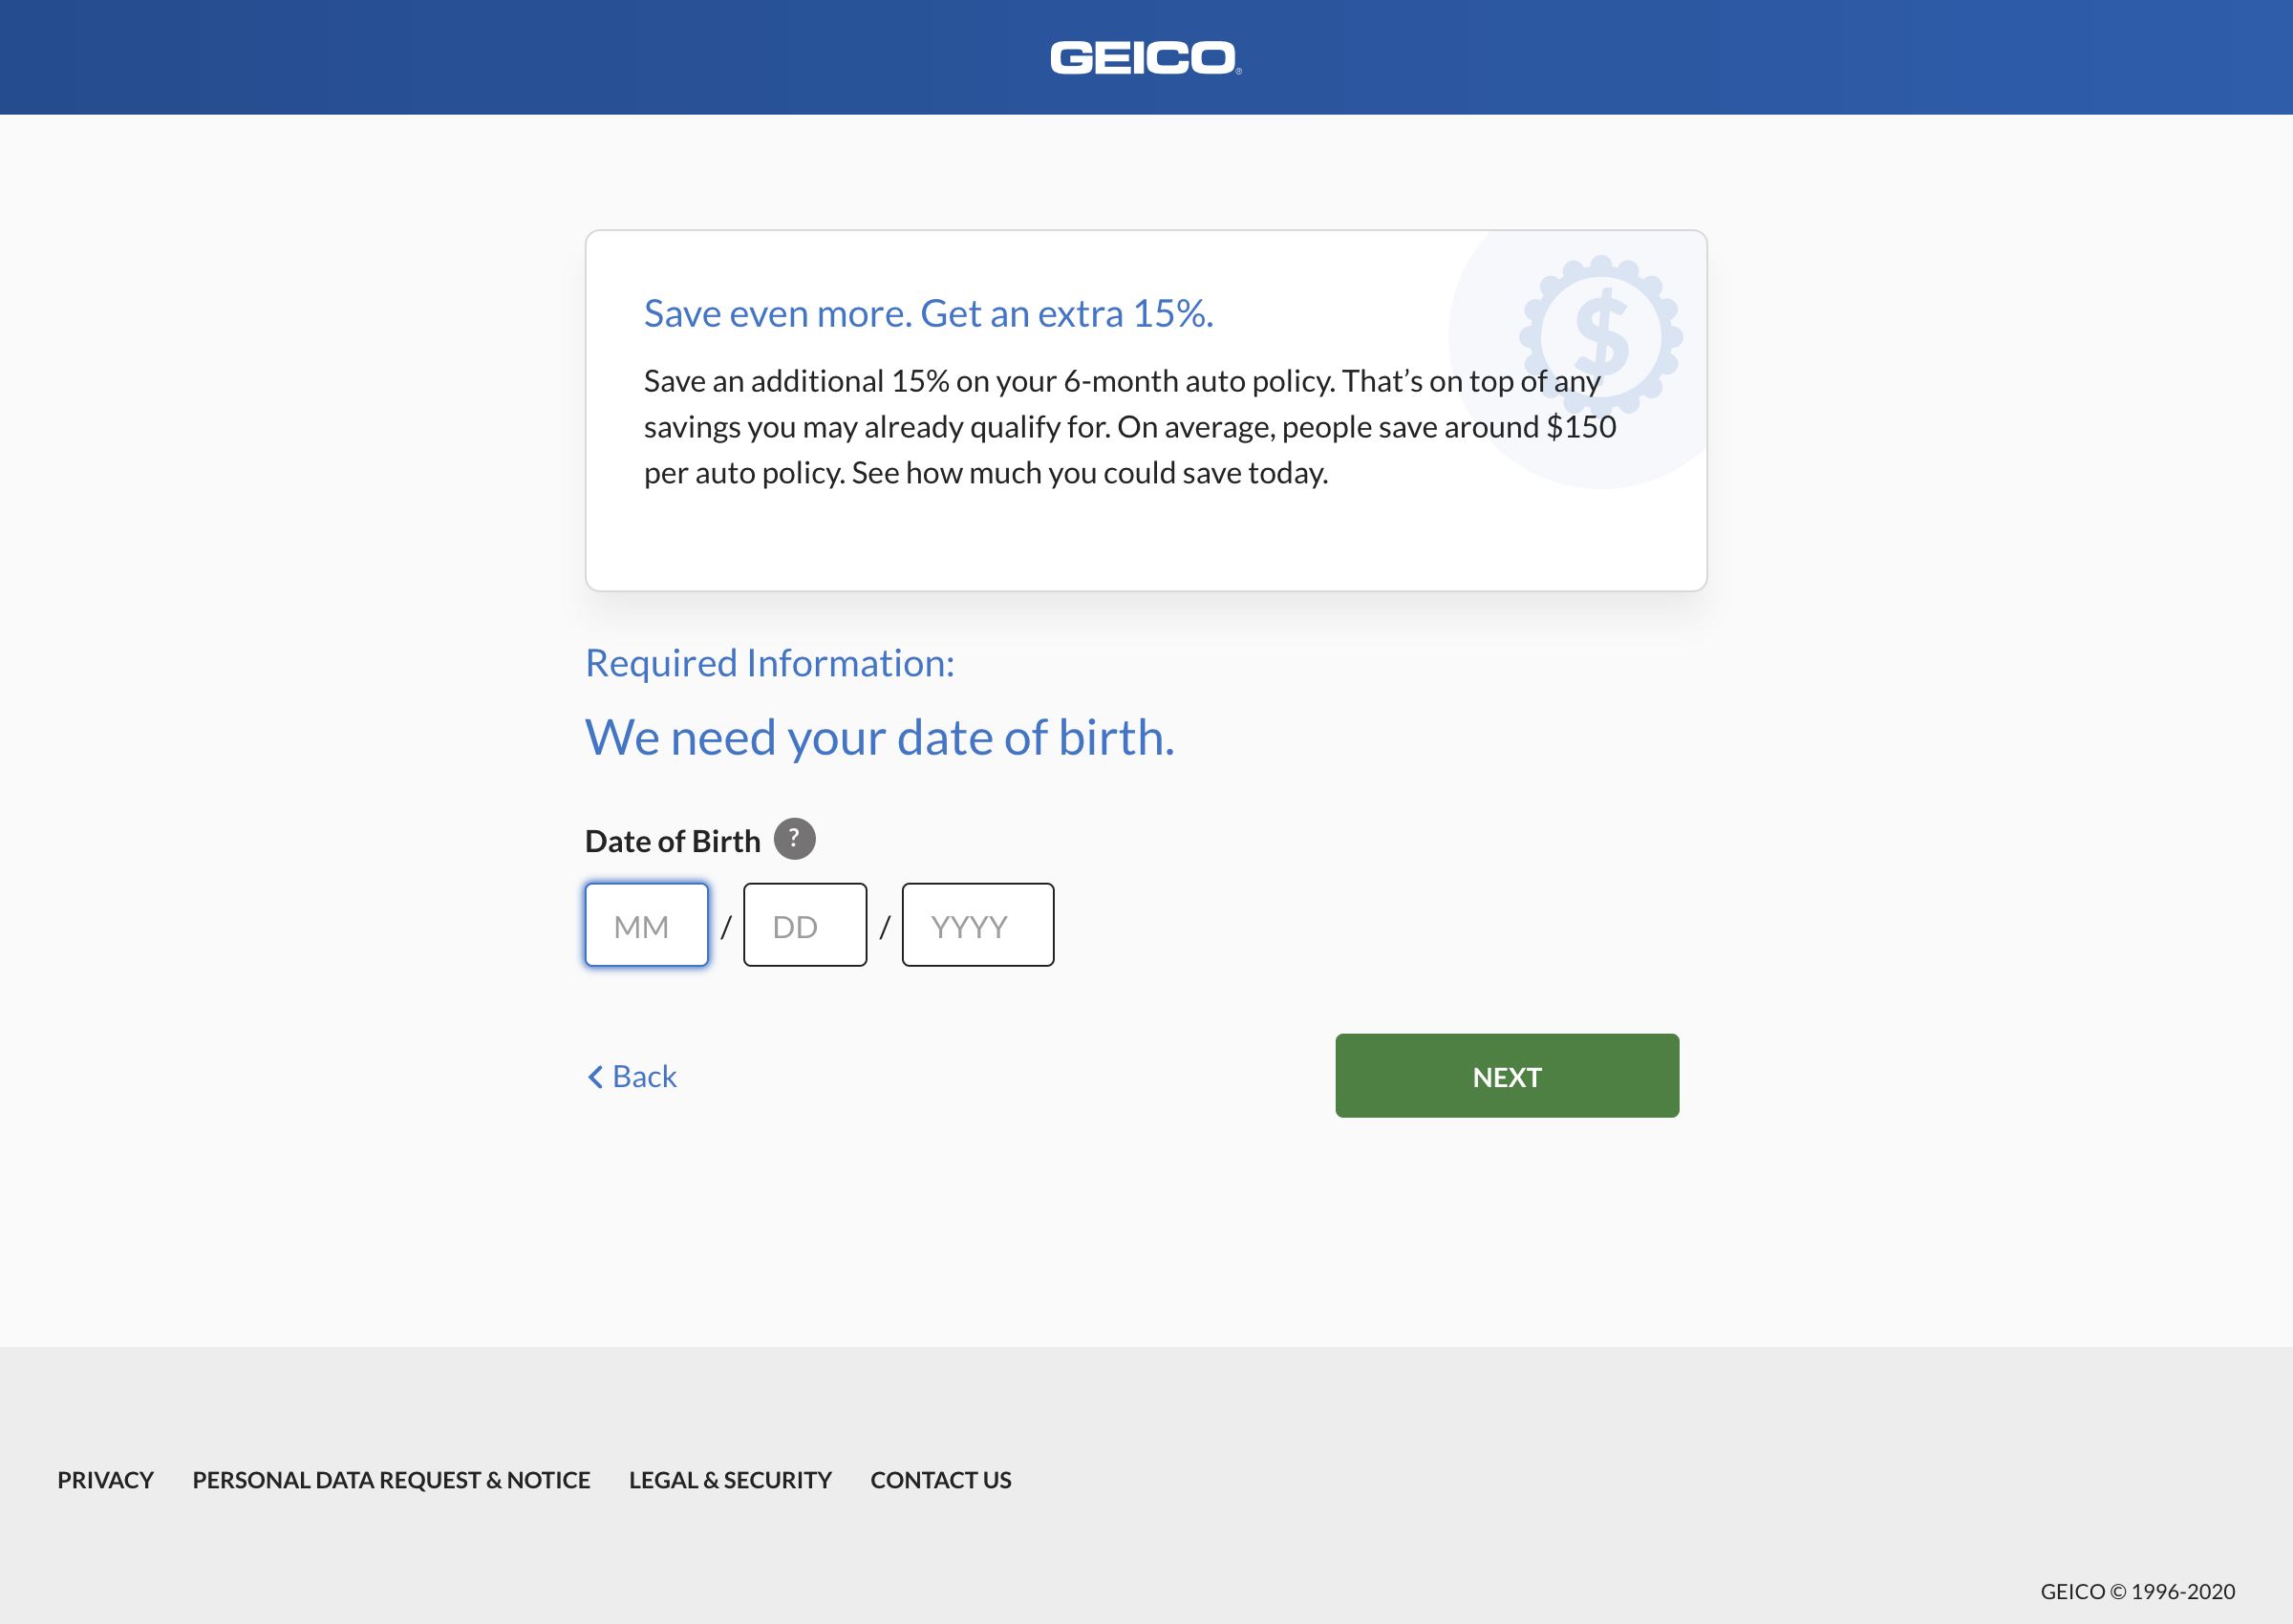 GEICO®
Save even more. Get an extra 15%.
$
Save an additional 15% on your 6-month auto policy. That’s on top of any
savings you may already qualify for. On average, people save around $150
per auto policy. See how much you could save today.
Required Information:
We need your date of birth.
Date of Birth ?
MM / DD / YYYY
Back
NEXT
PRIVACY PERSONAL DATA REQUEST & NOTICE LEGAL & SECURITY CONTACT US
GEICO © 1996-2020